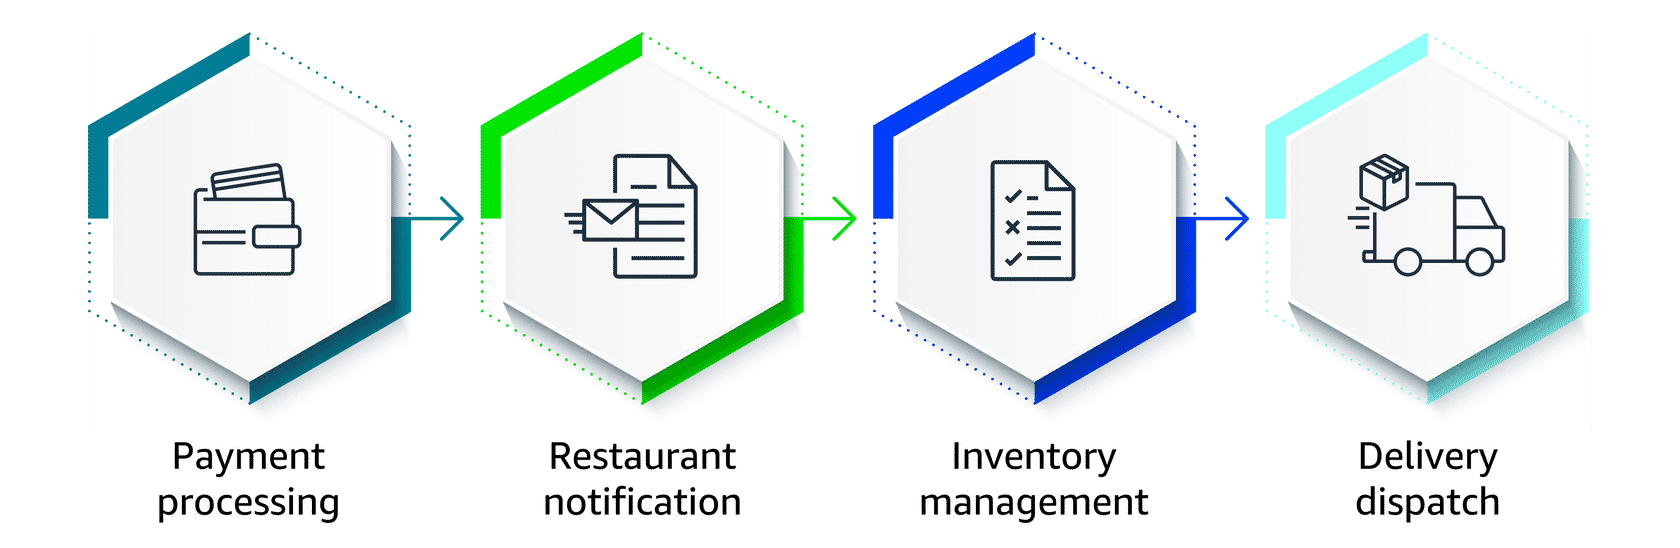 Payment
processing
Restaurant
notification
Inventory
management
Delivery
dispatch